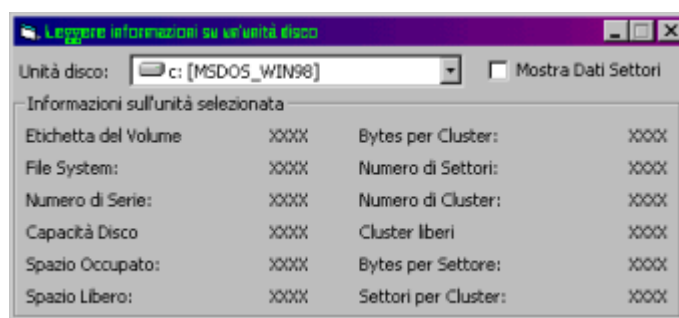 Leggere informazioni su un'unità disco
Unità disco: c: [MSDOS_WIN98] Mostra Dati Settori
Informazioni sull'unità selezionata
Etichetta del Volume XXXX Bytes per Cluster: XXXX
File System: XXXX Numero di Settori: XXXX
Numero di Serie: XXXX Numero di Cluster: XXXX
Capacità Disco XXXX Cluster liberi XXXX
Spazio Occupato: XXXX Bytes per Settore: XXXX
Spazio Libero: XXXX Settori per Cluster: XXXX